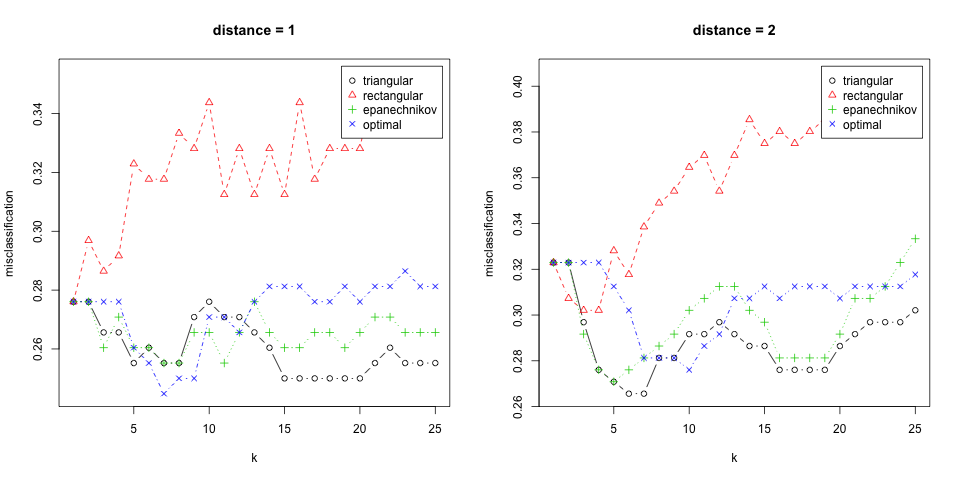 distance = 1
triangular
rectangular
epanechnikov
optimal
misclassification
0.34
0.32
0.30
0.28
0.26
5 10 15 20 25
k
distance = 2
triangular
rectangular
epanechnikov
optimal
misclassification
0.40
0.38
0.36
0.34
0.32
0.30
0.28
0.26
5 10 15 20 25
k